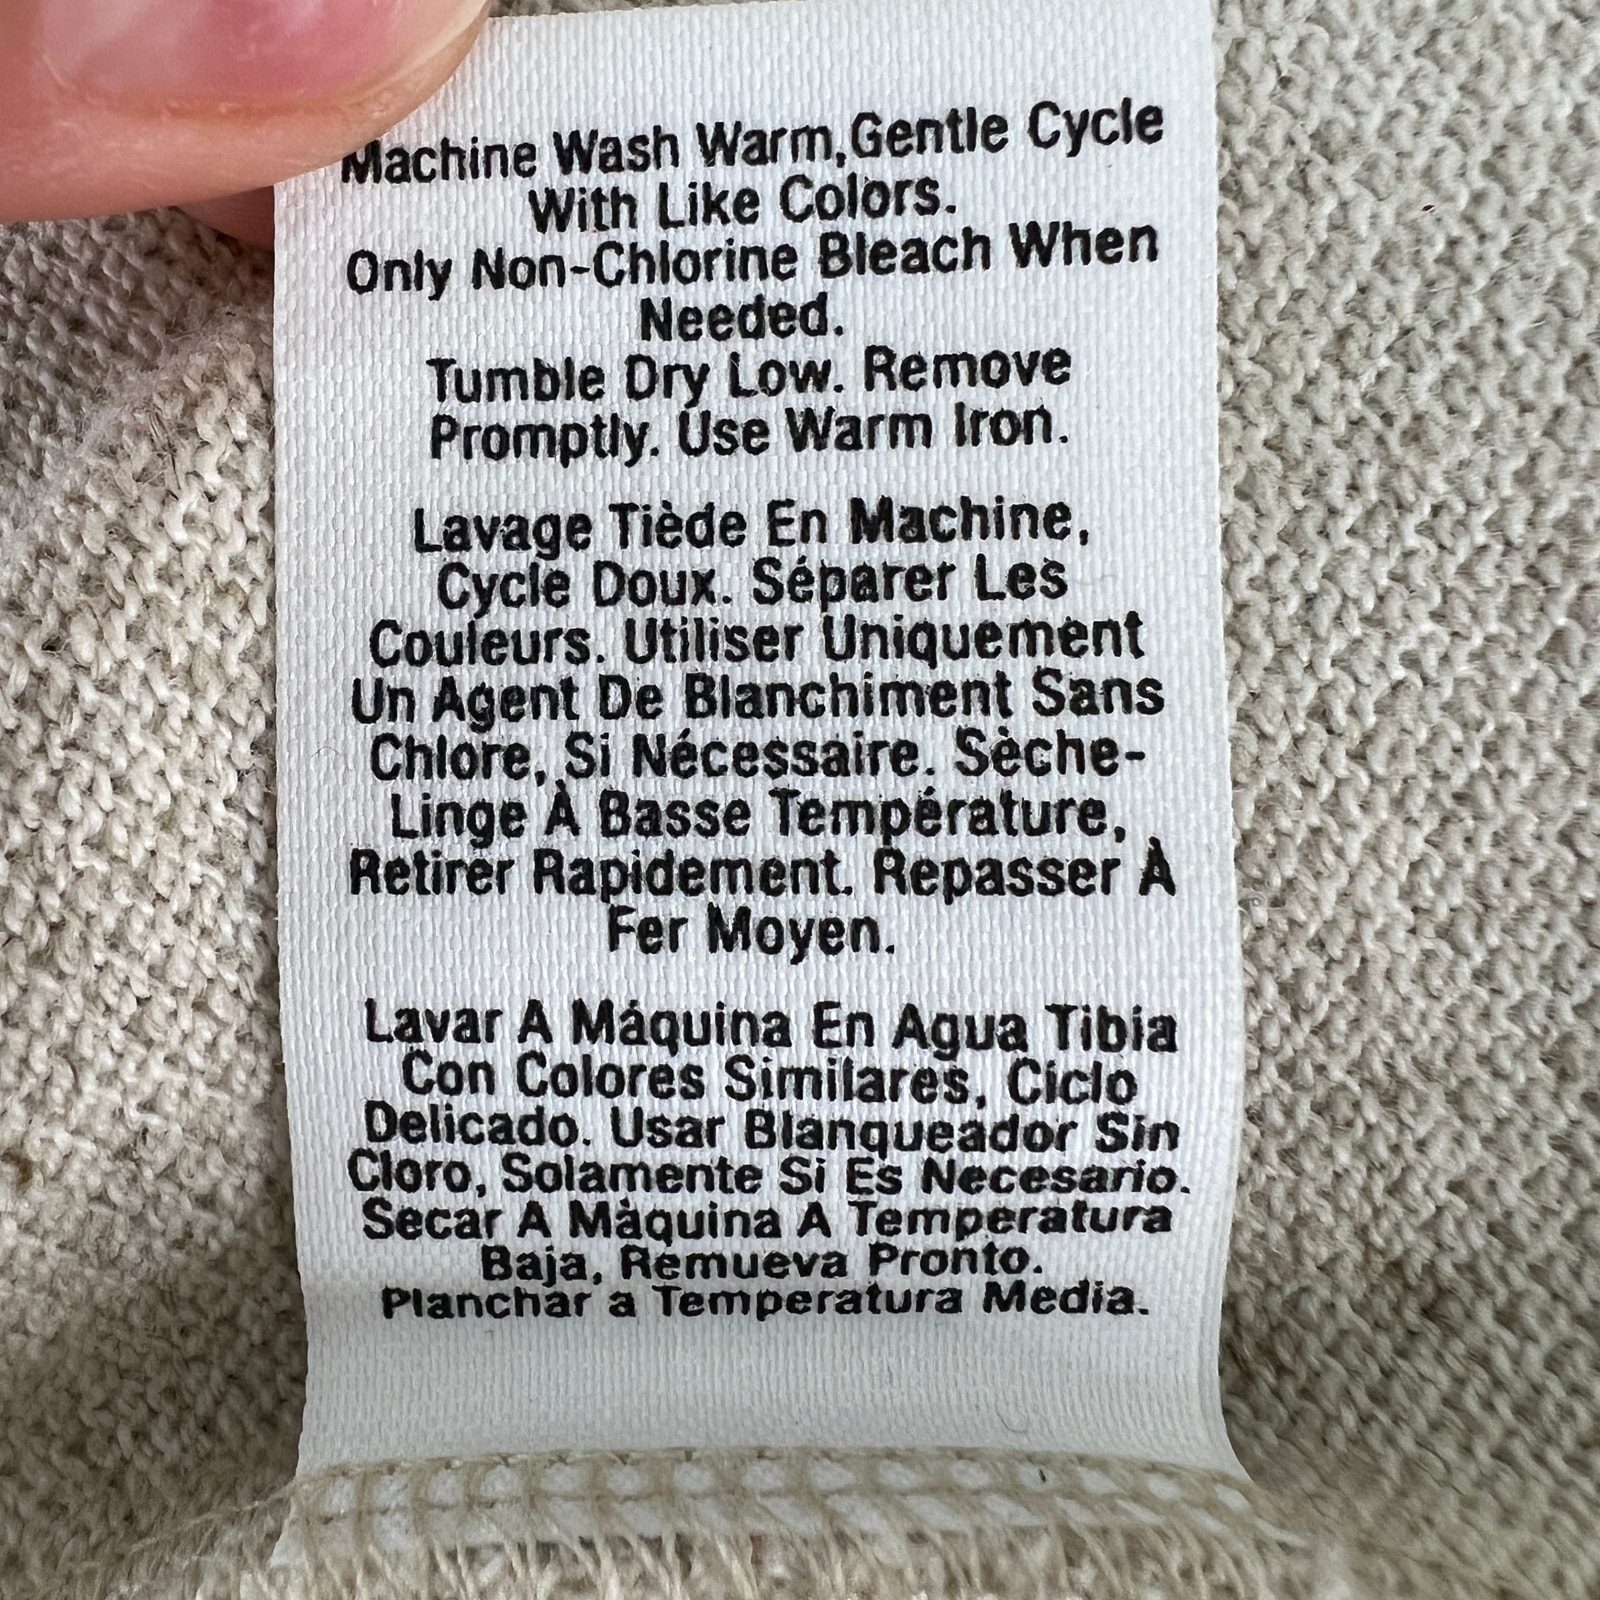 Machine Wash Warm,Gentle Cycle
With Like Colors.
Only Non-Chlorine Bleach When
Needed.
Tumble Dry Low. Remove
Promptly. Use Warm Iron.
Lavage Tiède En Machine,
Cycle Doux. Séparer Les
Couleurs. Utiliser Uniquement
Un Agent De Blanchiment Sans
Chlore, Si Nécessaire. Sèche-
Linge À Basse Température,
Retirer Rapidement. Repasser À
Fer Moyen.
Lavar A Máquina En Agua Tibia
Con Colores Similares, Ciclo
Delicado. Usar Blanqueador Sin
Cloro, Solamente Si Es Necesario.
Secar A Màquina A Temperatura
Baja, Remueva Pronto.
Planchar a Temperatura Media.